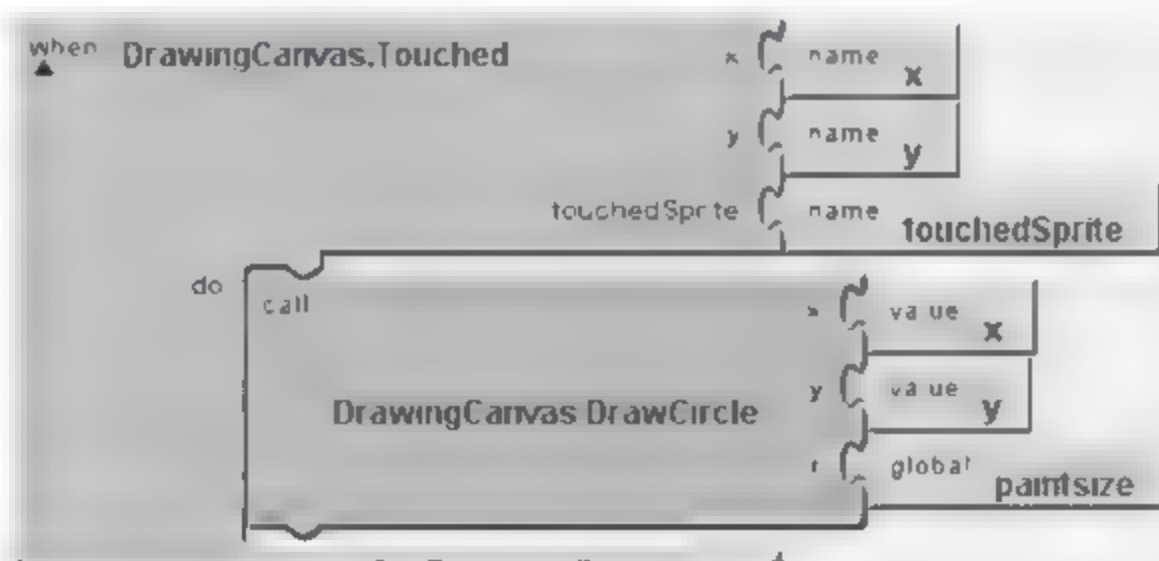 when DrawingCanvas.Touched
x name x
y name y
touchedSprite name touchedSprite
do
call DrawingCanvas.DrawCircle
x value x
y value y
r global paintsize